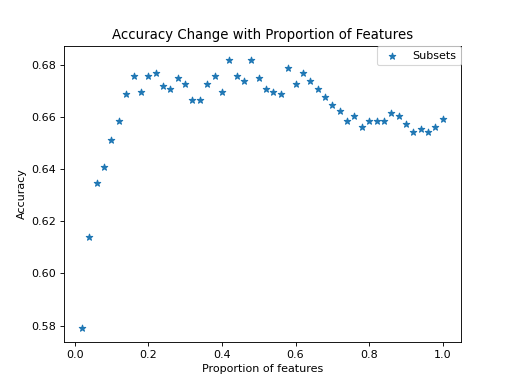 Accuracy Change with Proportion of Features
Subsets
0.68
0.66
0.64
0.62
0.60
0.58
Accuracy
0.0 0.2 0.4 0.6 0.8 1.0
Proportion of features